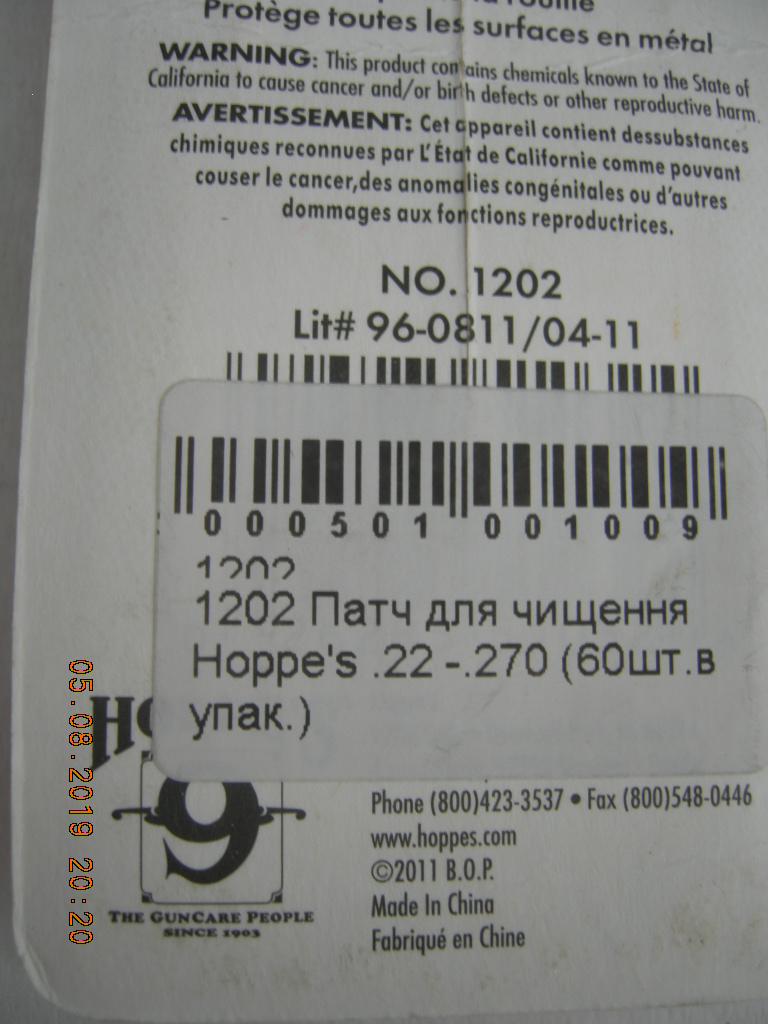 Protège toutes les surfaces en métal
WARNING: This product contains chemicals known to the State of
California to cause cancer and/or birth defects or other reproductive harm.
AVERTISSEMENT: Cet appareil contient dessubstances
chimiques reconnues par L'État de Californie comme pouvant
couser le cancer,des anomalies congénitales ou d'autres
dommages aux fonctions reproductrices.
NO. 1202
Lit# 96-0811/04-11
000501 001009
1202
1202 Патч для чищення
Hoppe's .22 -.270 (60шт.в
упак.)
9
THE GUNCARE PEOPLE
SINCE 1903
Phone (800)423-3537 • Fax (800)548-0446
www.hoppes.com
©2011 B.O.P.
Made In China
Fabriqué en Chine
05.08.2019 20:20